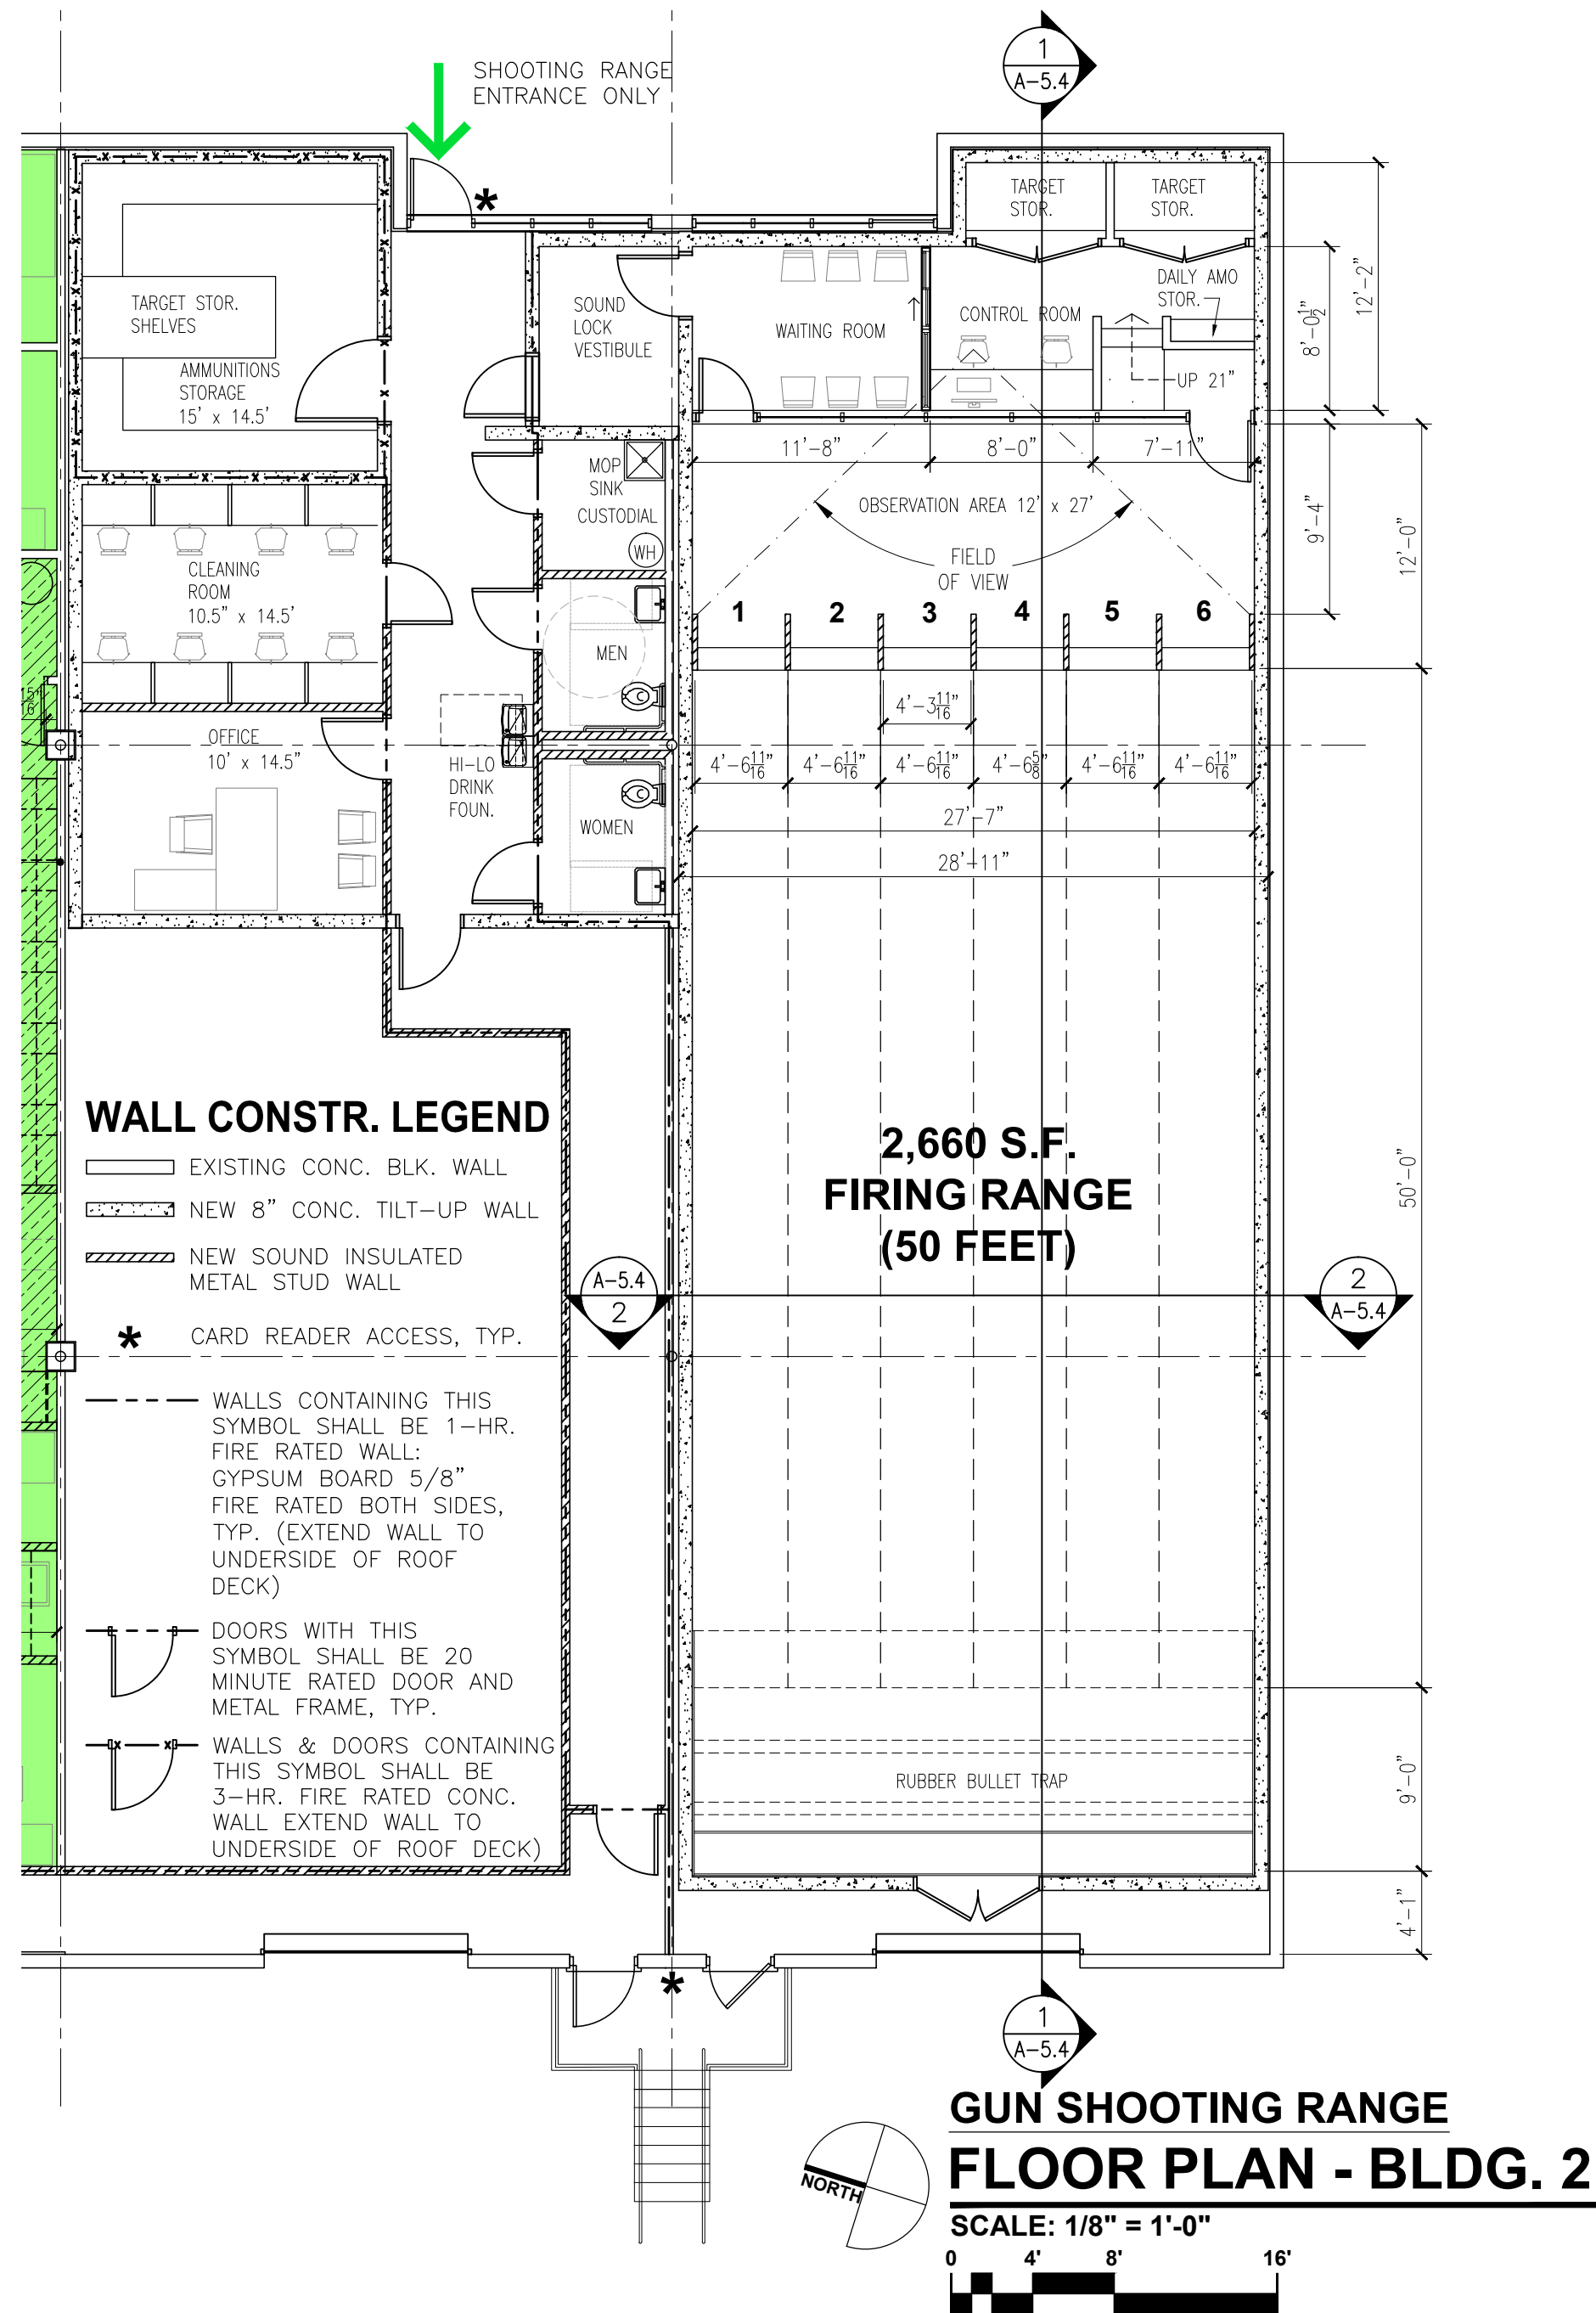 SHOOTING RANGE
ENTRANCE ONLY
1
A-5.4
TARGET
STOR.
TARGET
STOR.
DAILY AMO
STOR.
TARGET STOR.
SHELVES
AMMUNITIONS
STORAGE
15' x 14.5'
SOUND
LOCK
VESTIBULE
WAITING ROOM
CONTROL ROOM
UP 21"
8'-0½"
12'-2"
11'-8"
8'-0"
7'-11"
MOP
SINK
CUSTODIAL
WH
OBSERVATION AREA 12' x 27'
FIELD
OF VIEW
9'-4"
12'-0"
CLEANING
ROOM
10.5" x 14.5'
1 2 3 4 5 6
MEN
4'-3 11/16"
OFFICE
10' x 14.5"
HI-LO
DRINK
FOUN.
4'-6 11/16" 4'-6 11/16" 4'-6 11/16" 4'-6 5/8" 4'-6 11/16" 4'-6 11/16"
27'-7"
WOMEN
28'-11"
WALL CONSTR. LEGEND
EXISTING CONC. BLK. WALL
NEW 8" CONC. TILT-UP WALL
NEW SOUND INSULATED
METAL STUD WALL
* CARD READER ACCESS, TYP.
WALLS CONTAINING THIS
SYMBOL SHALL BE 1-HR.
FIRE RATED WALL:
GYPSUM BOARD 5/8"
FIRE RATED BOTH SIDES,
TYP. (EXTEND WALL TO
UNDERSIDE OF ROOF
DECK)
DOORS WITH THIS
SYMBOL SHALL BE 20
MINUTE RATED DOOR AND
METAL FRAME, TYP.
WALLS & DOORS CONTAINING
THIS SYMBOL SHALL BE
3-HR. FIRE RATED CONC.
WALL EXTEND WALL TO
UNDERSIDE OF ROOF DECK)
2,660 S.F.
FIRING RANGE
(50 FEET)
50'-0"
A-5.4
2
2
A-5.4
RUBBER BULLET TRAP
9'-0"
4'-1"
1
A-5.4
NORTH
GUN SHOOTING RANGE
FLOOR PLAN - BLDG. 2
SCALE: 1/8" = 1'-0"
0 4' 8' 16'